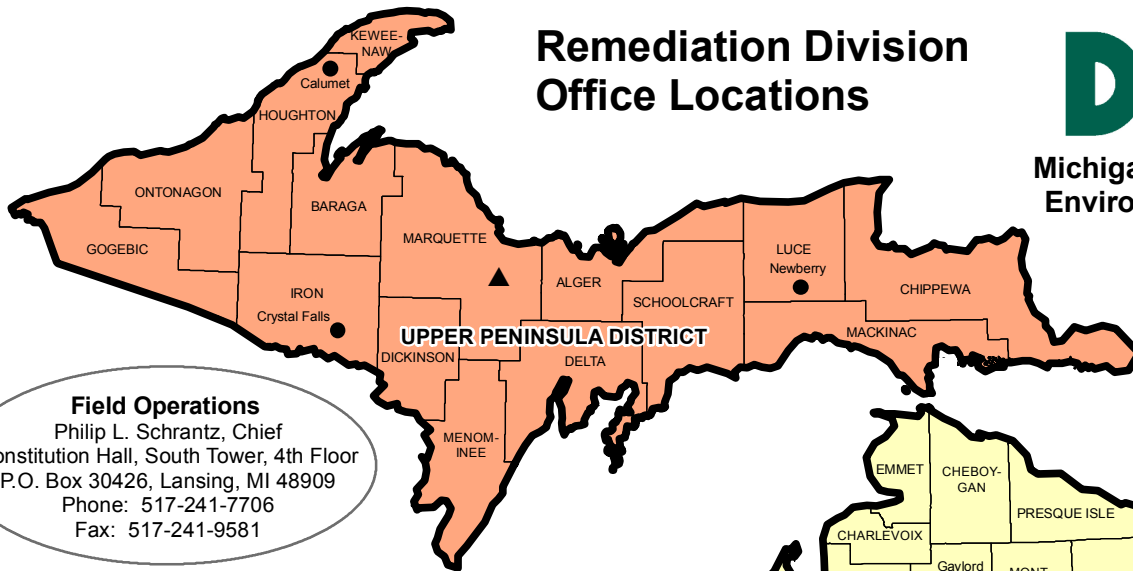 Remediation Division
Office Locations
D
Michiga
Enviro
KEWEE-
NAW
Calumet
HOUGHTON
ONTONAGON
BARAGA
GOGEBIC
MARQUETTE
LUCE
Newberry
ALGER
CHIPPEWA
IRON
Crystal Falls
SCHOOLCRAFT
MACKINAC
UPPER PENINSULA DISTRICT
DICKINSON
DELTA
MENOM-
INEE
Field Operations
Philip L. Schrantz, Chief
onstitution Hall, South Tower, 4th Floor
P.O. Box 30426, Lansing, MI 48909
Phone: 517-241-7706
Fax: 517-241-9581
EMMET
CHEBOY-
GAN
PRESQUE ISLE
CHARLEVOIX
Gaylord
MONT-